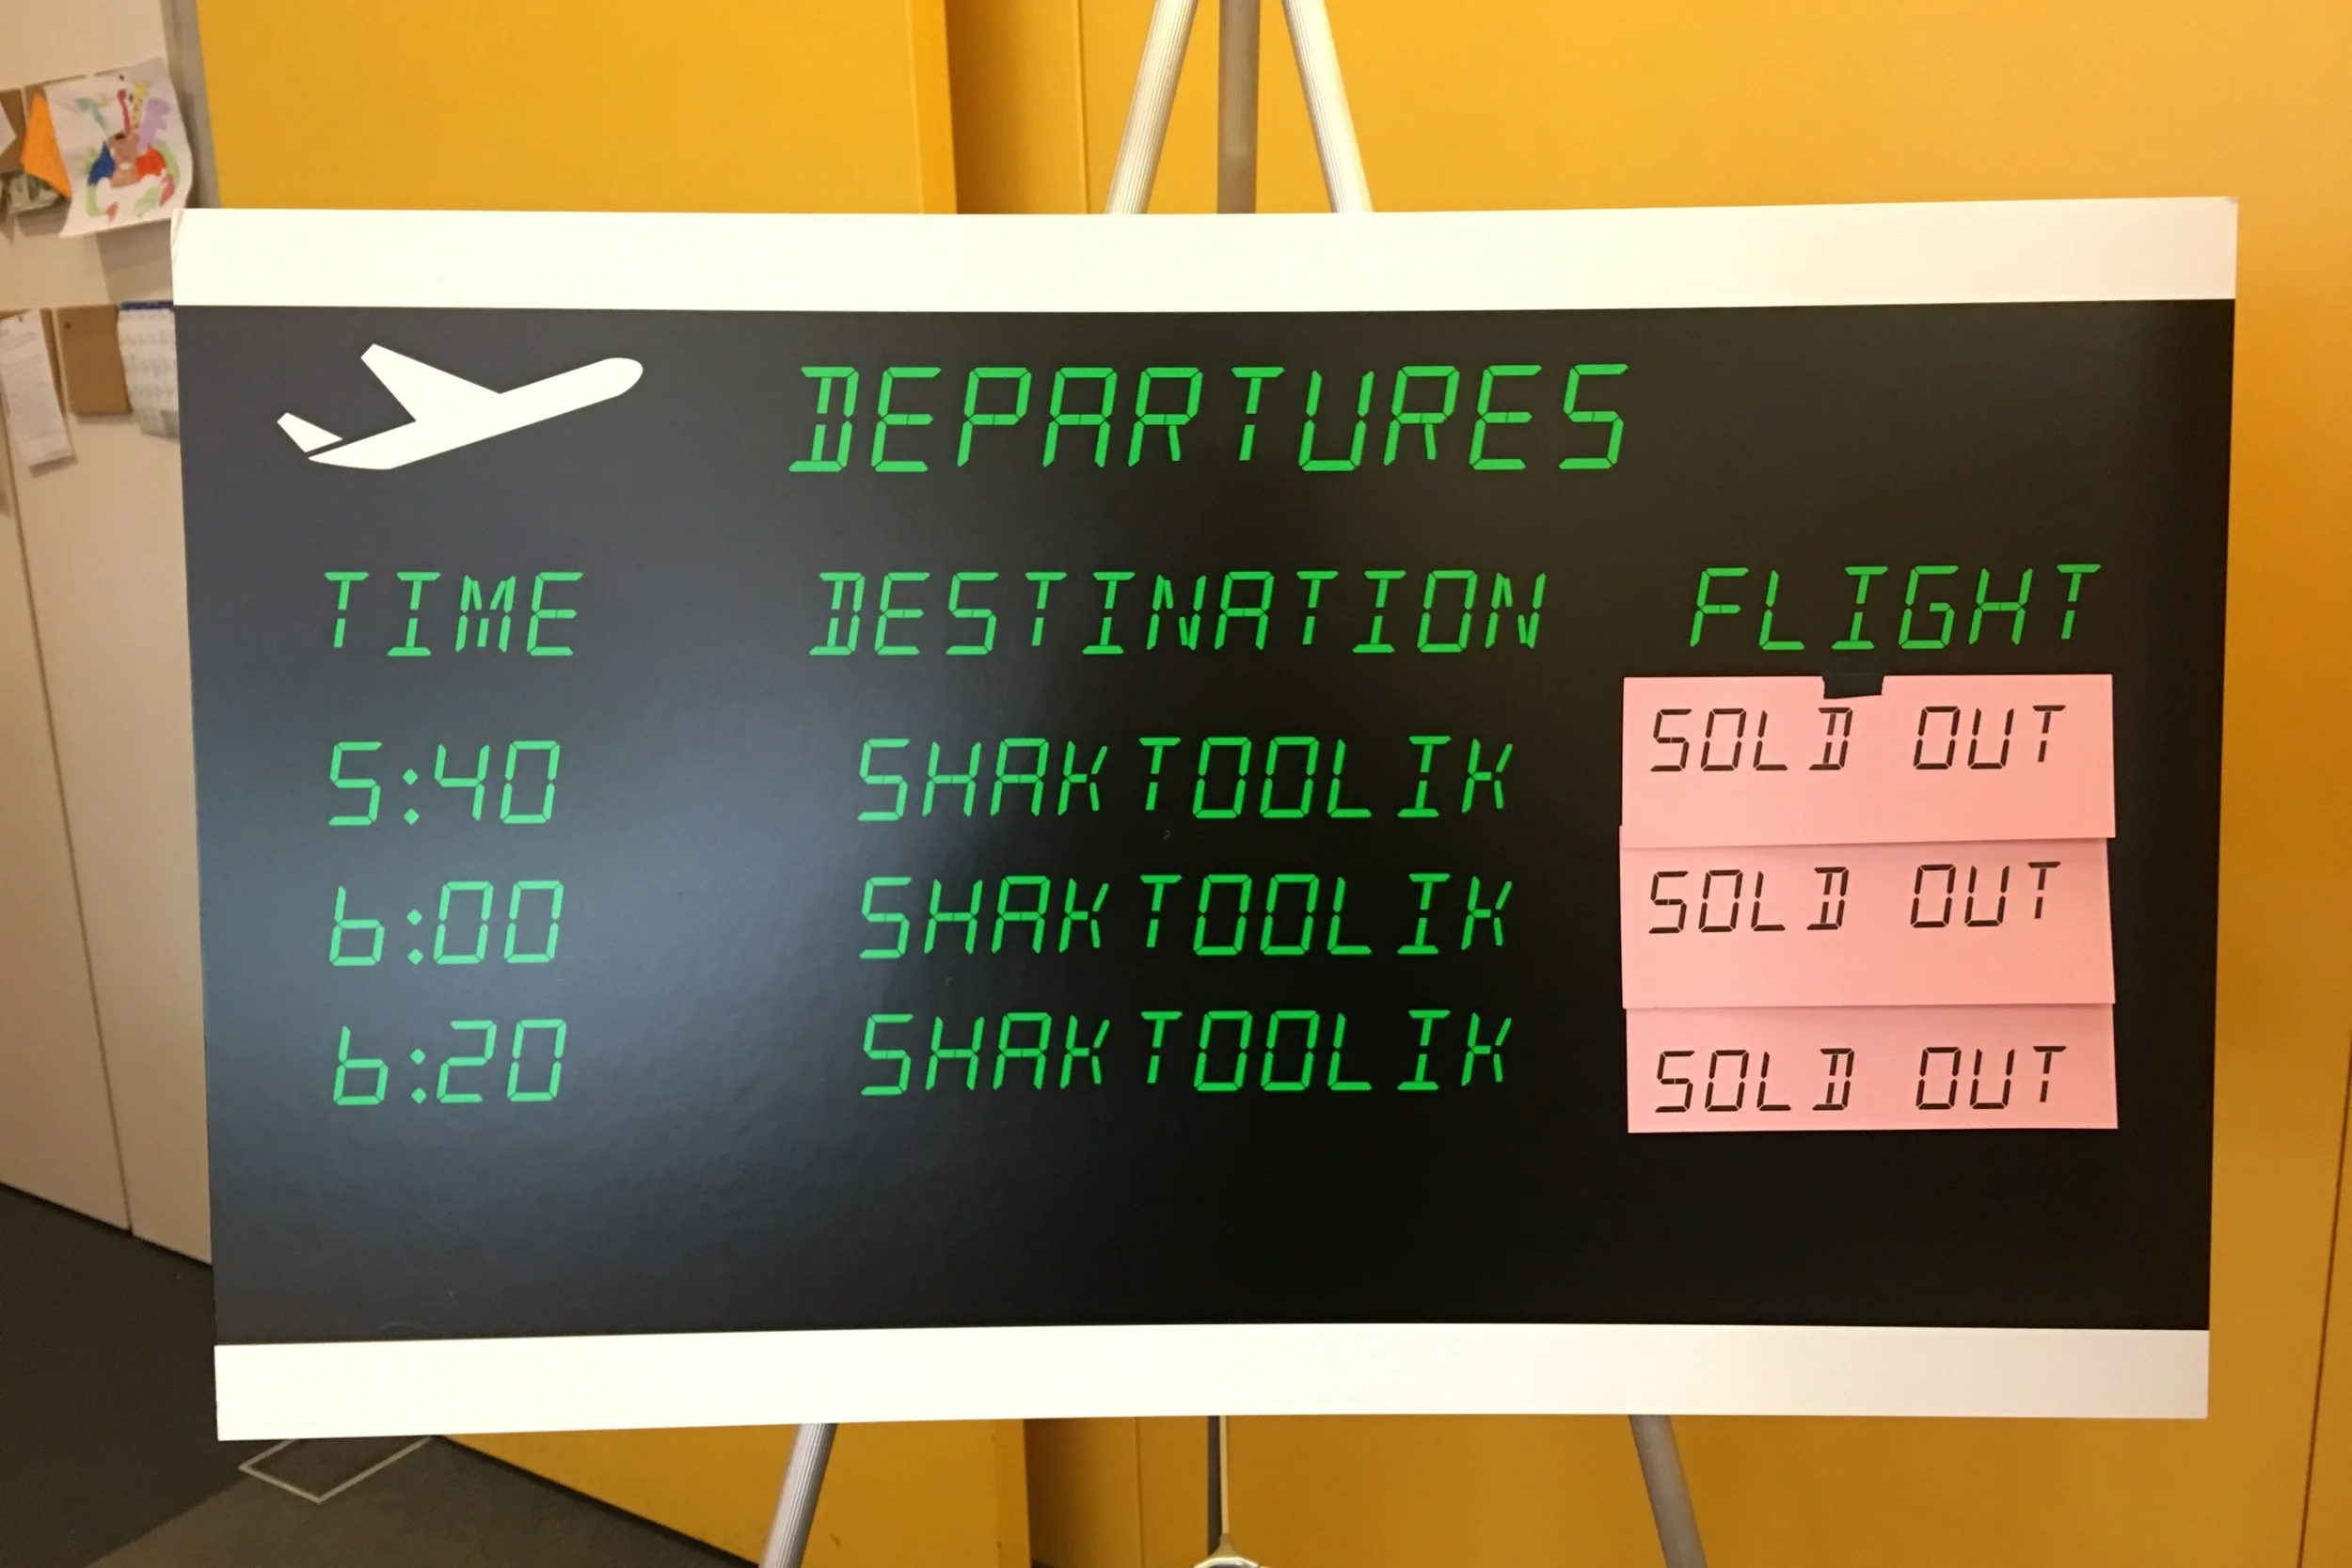 DEPARTURES
TIME DESTINATION FLIGHT
5:40 SHAKTOOLIK SOLD OUT
6:00 SHAKTOOLIK SOLD OUT
6:20 SHAKTOOLIK SOLD OUT